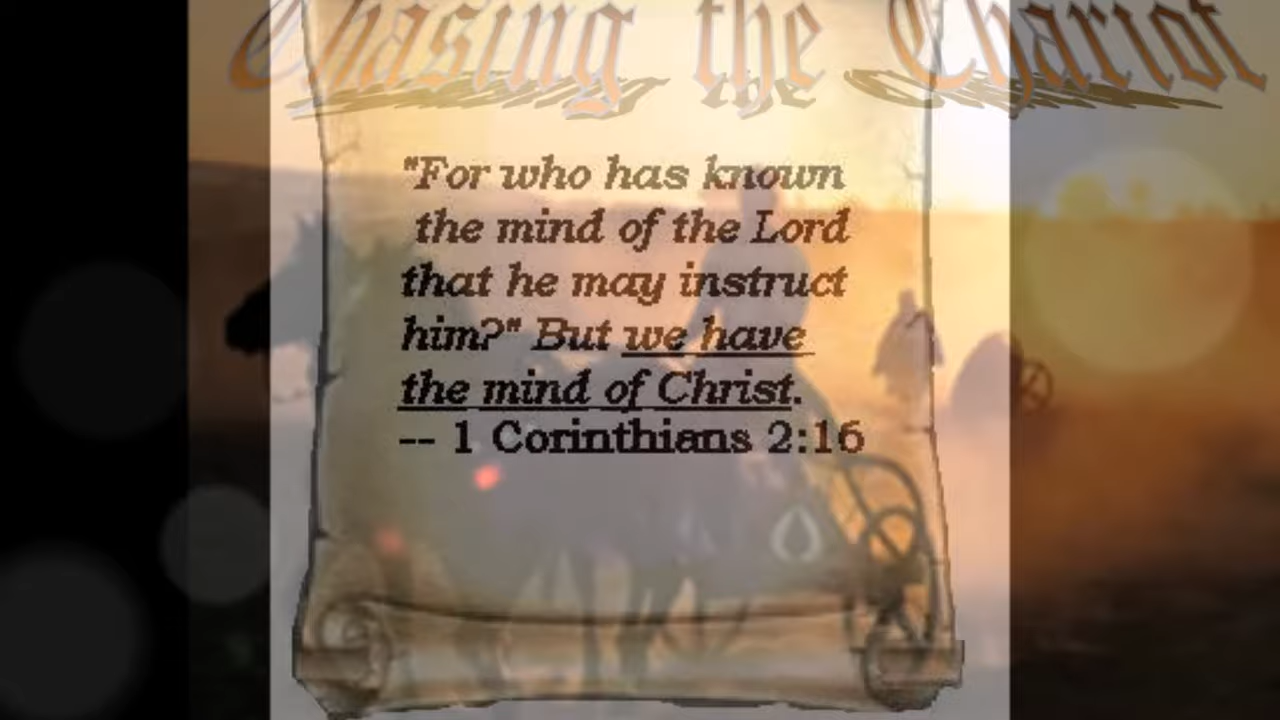 Chasing the Chariot
"For who has known
the mind of the Lord
that he may instruct
him?" But we have
the mind of Christ.
-- 1 Corinthians 2:16